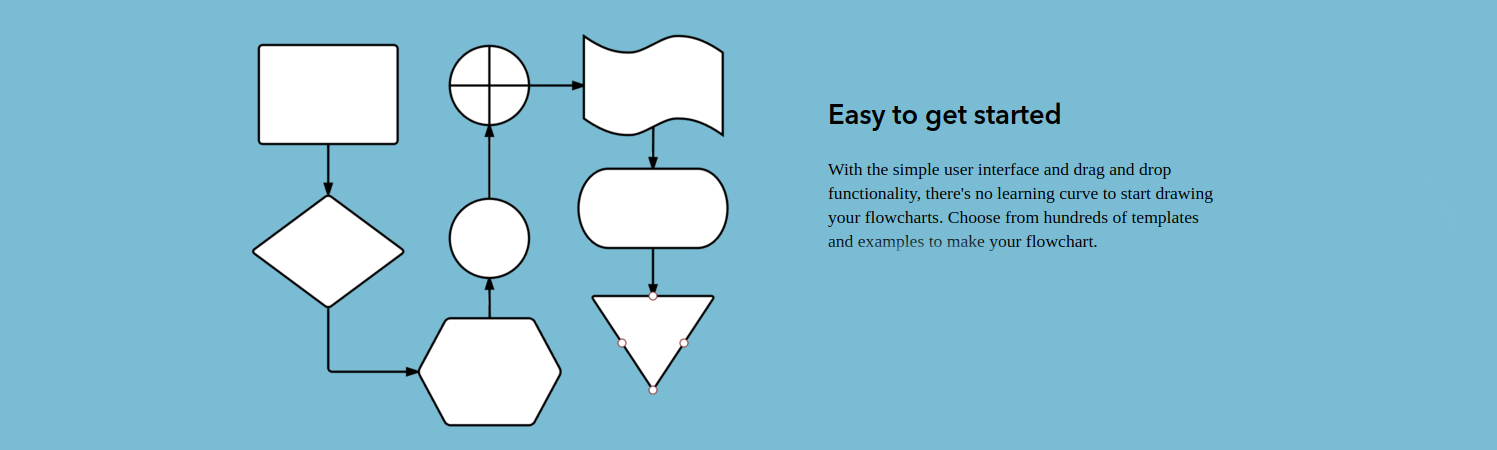 Easy to get started
With the simple user interface and drag and drop
functionality, there's no learning curve to start drawing
your flowcharts. Choose from hundreds of templates
and examples to make your flowchart.